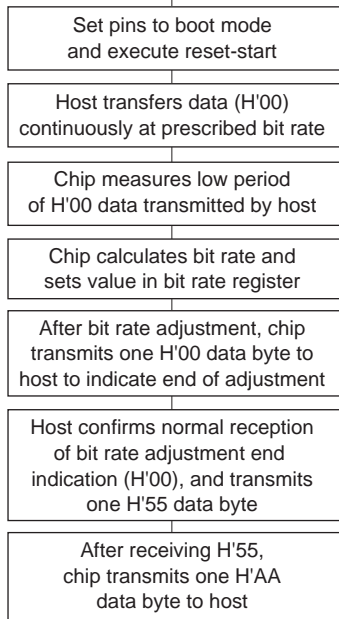 Set pins to boot mode
and execute reset-start
Host transfers data (H'00)
continuously at prescribed bit rate
Chip measures low period
of H'00 data transmitted by host
Chip calculates bit rate and
sets value in bit rate register
After bit rate adjustment, chip
transmits one H'00 data byte to
host to indicate end of adjustment
Host confirms normal reception
of bit rate adjustment end
indication (H'00), and transmits
one H'55 data byte
After receiving H'55,
chip transmits one H'AA
data byte to host